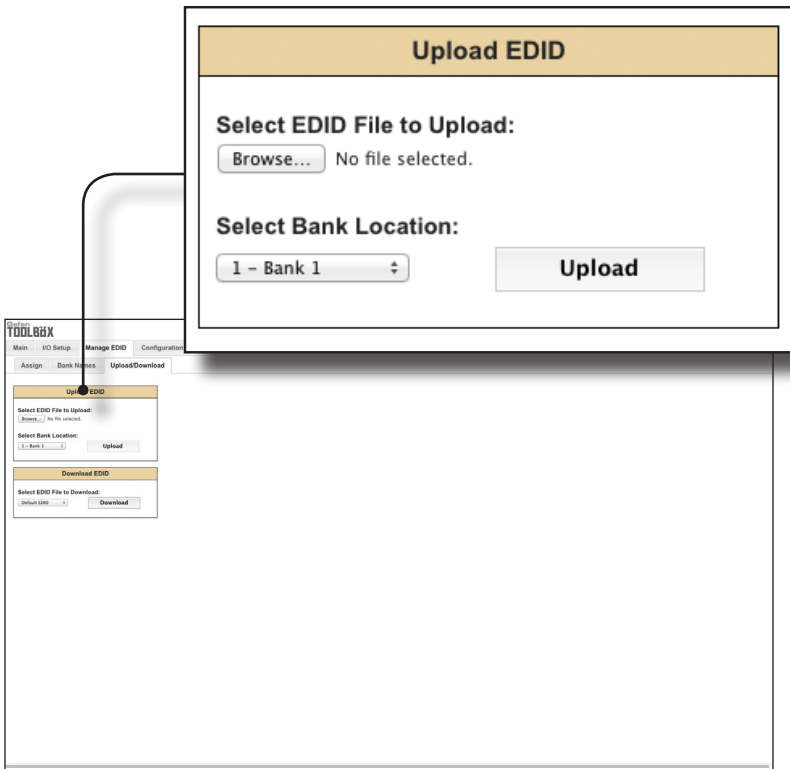 Upload EDID
Select EDID File to Upload:
Browse... No file selected.
Select Bank Location:
1 – Bank 1 Upload
Gefen
TOOLBOX
Main I/O Setup Manage EDID Configuration
Assign Bank Names Upload/Download
Upload EDID
Select EDID File to Upload:
Browse... No file selected.
Select Bank Location:
1 – Bank 1 Upload
Download EDID
Select EDID File to Download:
Default EDID Download